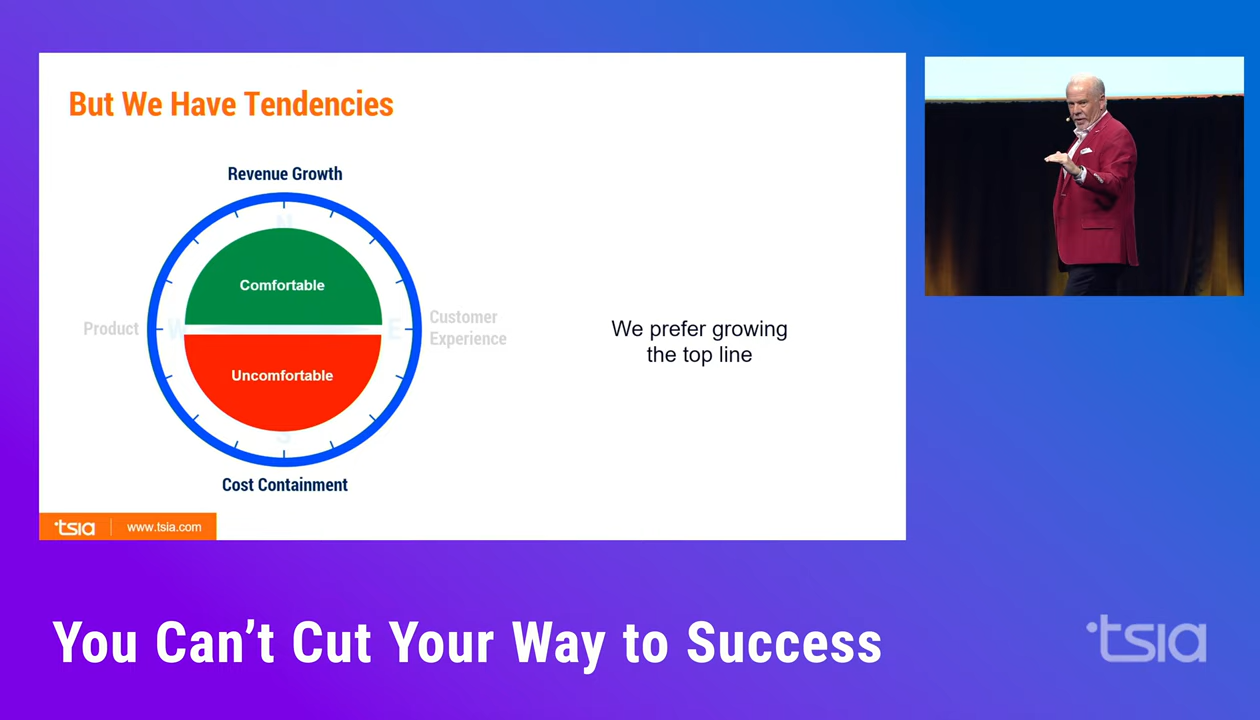 But We Have Tendencies
Revenue Growth
N
Comfortable
Product
W
E
Customer
Experience
Uncomfortable
S
Cost Containment
We prefer growing
the top line
tsia
www.tsia.com
You Can’t Cut Your Way to Success
tsia